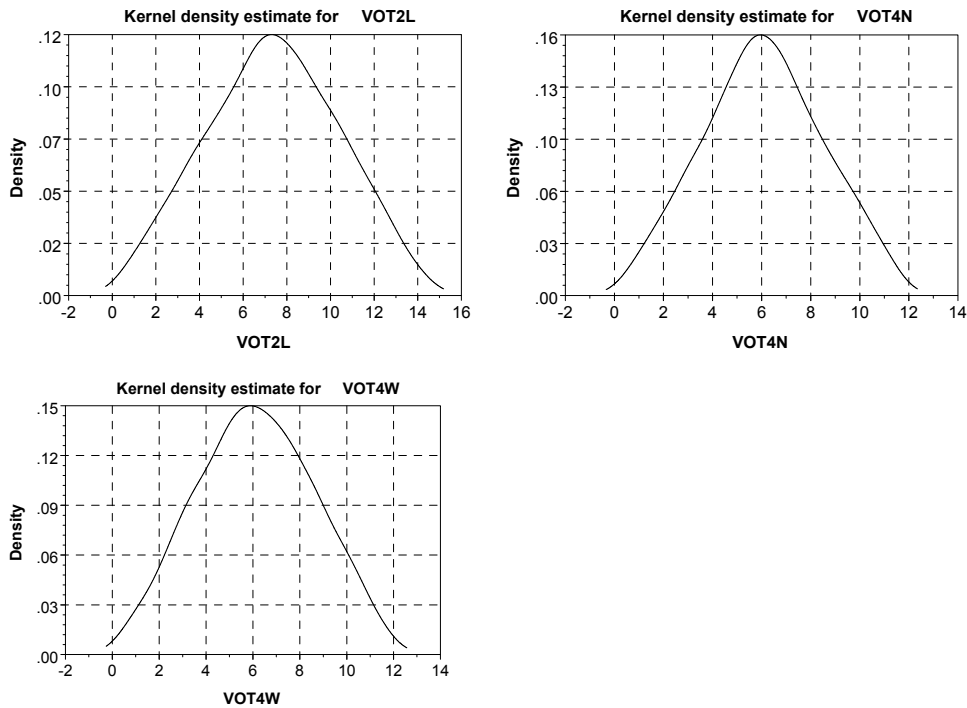 Kernel density estimate for VOT2L
.12
.10
.07
.05
.02
.00
Density
-2 0 2 4 6 8 10 12 14 16
VOT2L
Kernel density estimate for VOT4N
.16
.13
.10
.06
.03
.00
Density
-2 0 2 4 6 8 10 12 14
VOT4N
Kernel density estimate for VOT4W
.15
.12
.09
.06
.03
.00
Density
-2 0 2 4 6 8 10 12 14
VOT4W